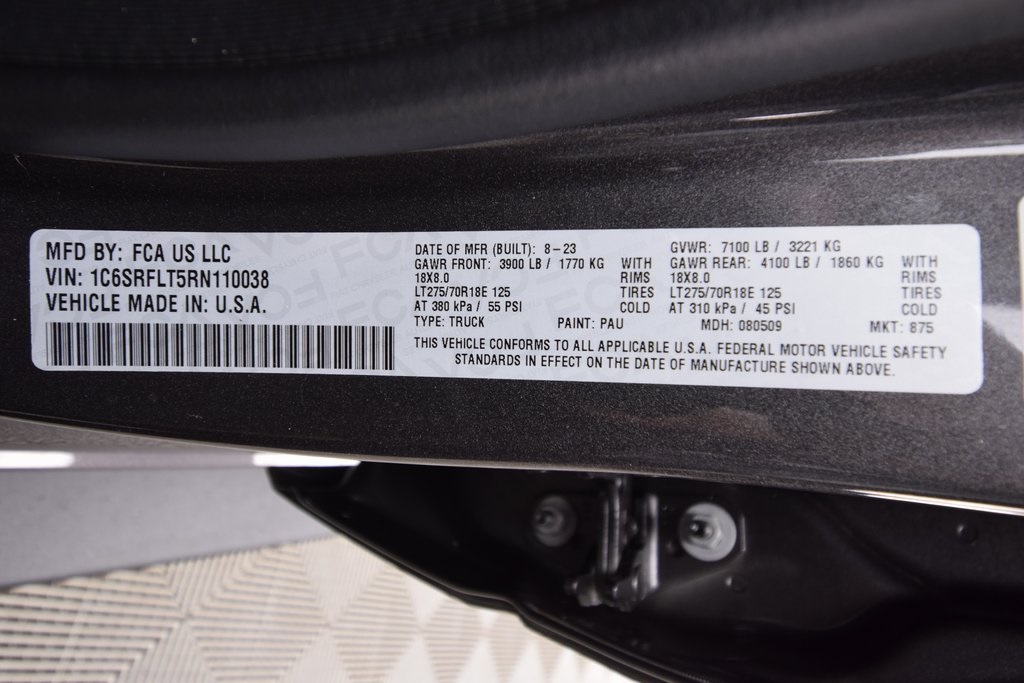 MFD BY: FCA US LLC
VIN: 1C6SRFLT5RN110038
VEHICLE MADE IN: U.S.A.
DATE OF MFR (BUILT): 8-23
GAWR FRONT: 3900 LB / 1770 KG WITH
18X8.0 RIMS
LT275/70R18E 125 TIRES
AT 380 kPa / 55 PSI COLD
GVWR: 7100 LB / 3221 KG
GAWR REAR: 4100 LB / 1860 KG WITH
18X8.0 RIMS
LT275/70R18E 125 TIRES
AT 310 kPa / 45 PSI COLD
TYPE: TRUCK PAINT: PAU MDH: 080509 MKT: 875
THIS VEHICLE CONFORMS TO ALL APPLICABLE U.S.A. FEDERAL MOTOR VEHICLE SAFETY
STANDARDS IN EFFECT ON THE DATE OF MANUFACTURE SHOWN ABOVE.